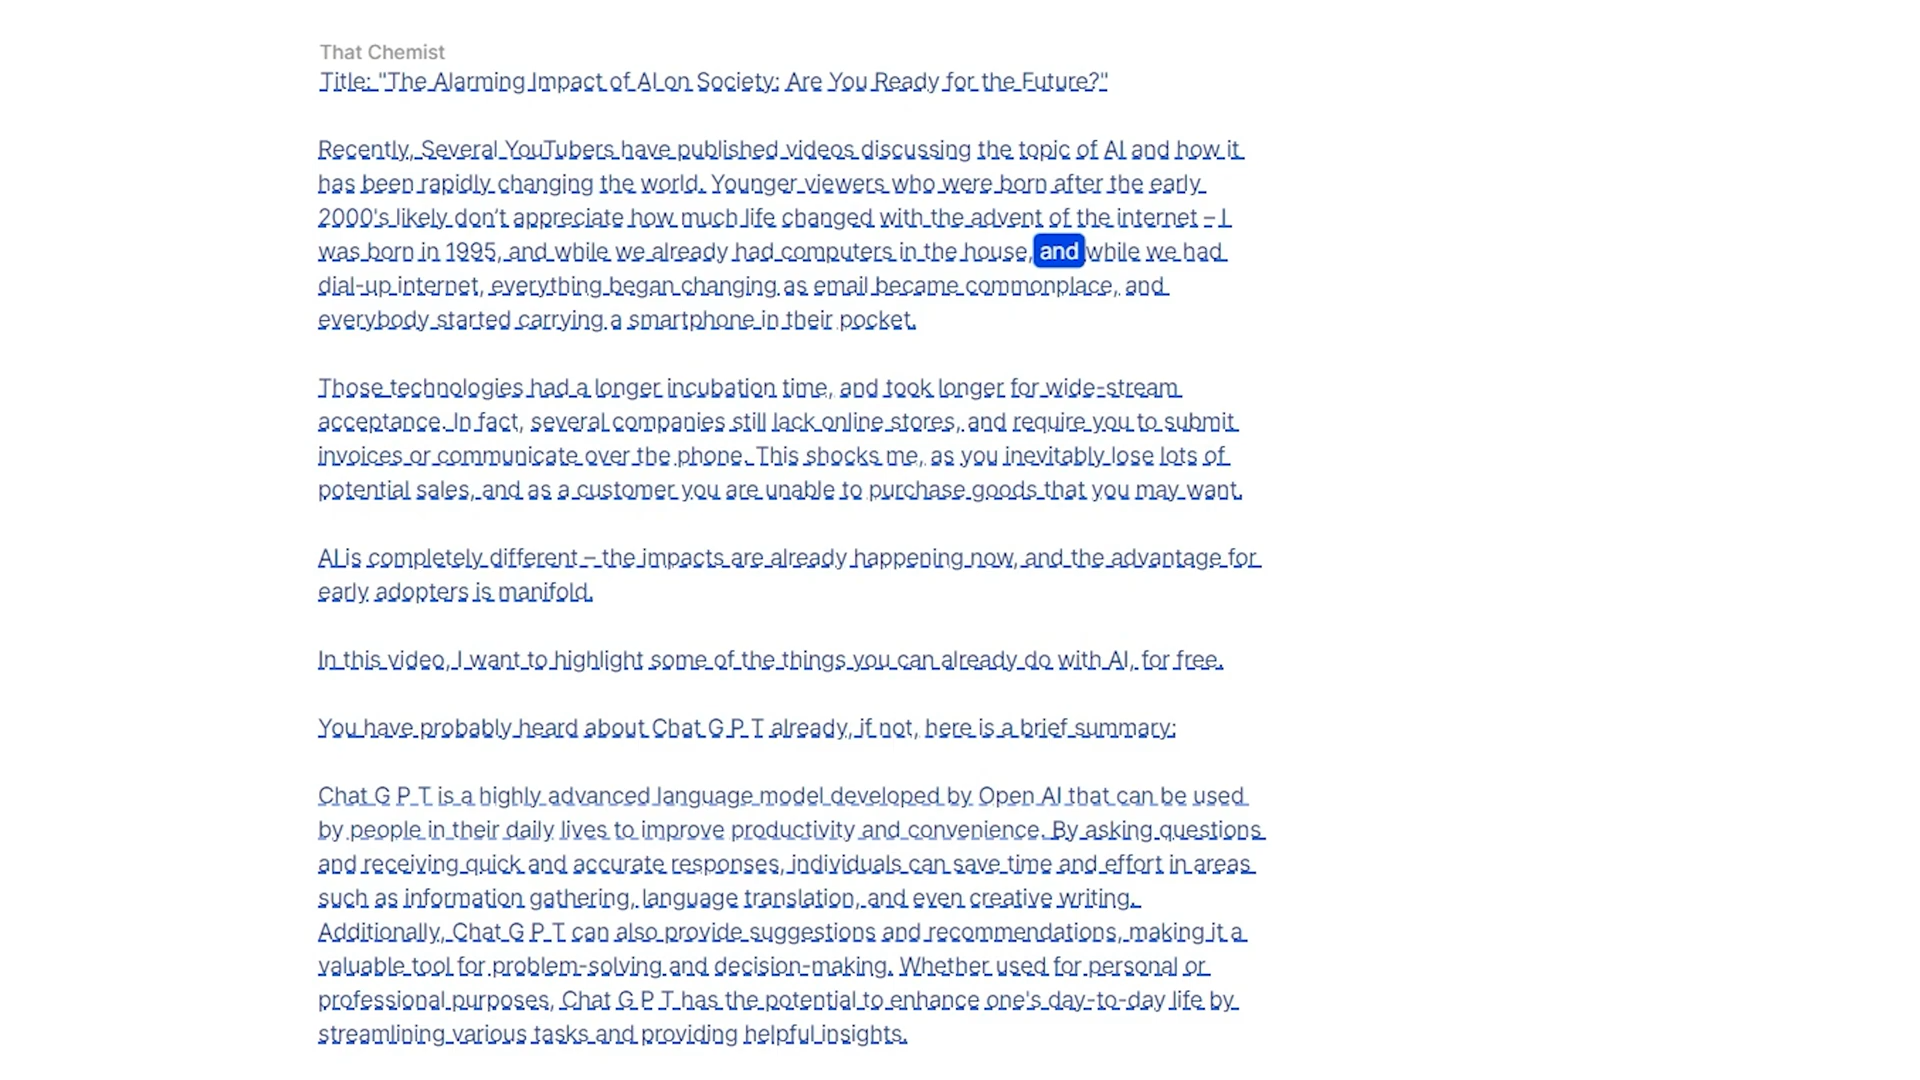 That Chemist
Title: "The Alarming Impact of AI on Society: Are You Ready for the Future?"
Recently, Several YouTubers have published videos discussing the topic of AI and how it
has been rapidly changing the world. Younger viewers who were born after the early
2000's likely don’t appreciate how much life changed with the advent of the internet – I
was born in 1995, and while we already had computers in the house, and while we had
dial-up internet, everything began changing as email became commonplace, and
everybody started carrying a smartphone in their pocket.
Those technologies had a longer incubation time, and took longer for wide-stream
acceptance. In fact, several companies still lack online stores, and require you to submit
invoices or communicate over the phone. This shocks me, as you inevitably lose lots of
potential sales, and as a customer you are unable to purchase goods that you may want.
AI is completely different – the impacts are already happening now, and the advantage for
early adopters is manifold.
In this video, I want to highlight some of the things you can already do with AI, for free.
You have probably heard about Chat G P T already, if not, here is a brief summary:
Chat G P T is a highly advanced language model developed by Open AI that can be used
by people in their daily lives to improve productivity and convenience. By asking questions
and receiving quick and accurate responses, individuals can save time and effort in areas
such as information gathering, language translation, and even creative writing.
Additionally, Chat G P T can also provide suggestions and recommendations, making it a
valuable tool for problem-solving and decision-making. Whether used for personal or
professional purposes, Chat G P T has the potential to enhance one's day-to-day life by
streamlining various tasks and providing helpful insights.